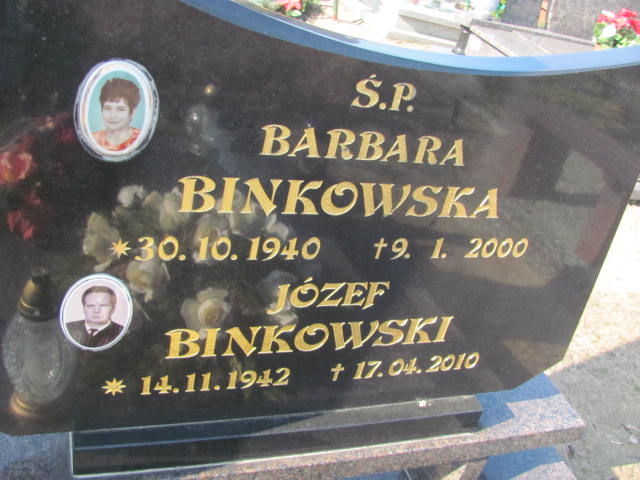 Ś.P.
BARBARA
BINKOWSKA
* 30.10.1940 † 9. 1. 2000
JÓZEF
BINKOWSKI
* 14.11.1942 † 17.04.2010